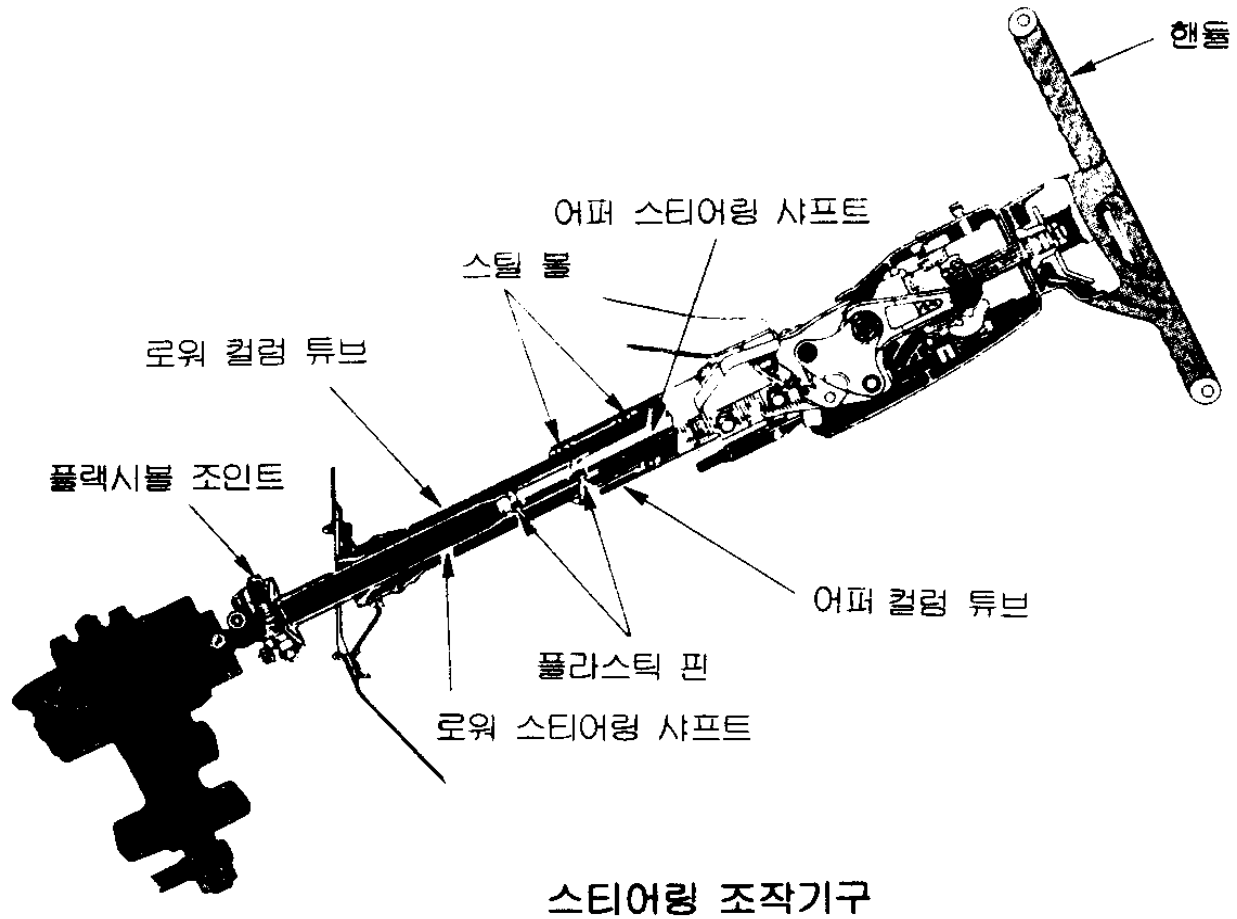 핸들
어퍼 스티어링 샤프트
스틸 볼
로워 컬럼 튜브
플랙시블 조인트
어퍼 컬럼 튜브
플라스틱 핀
로워 스티어링 샤프트
스티어링 조작기구